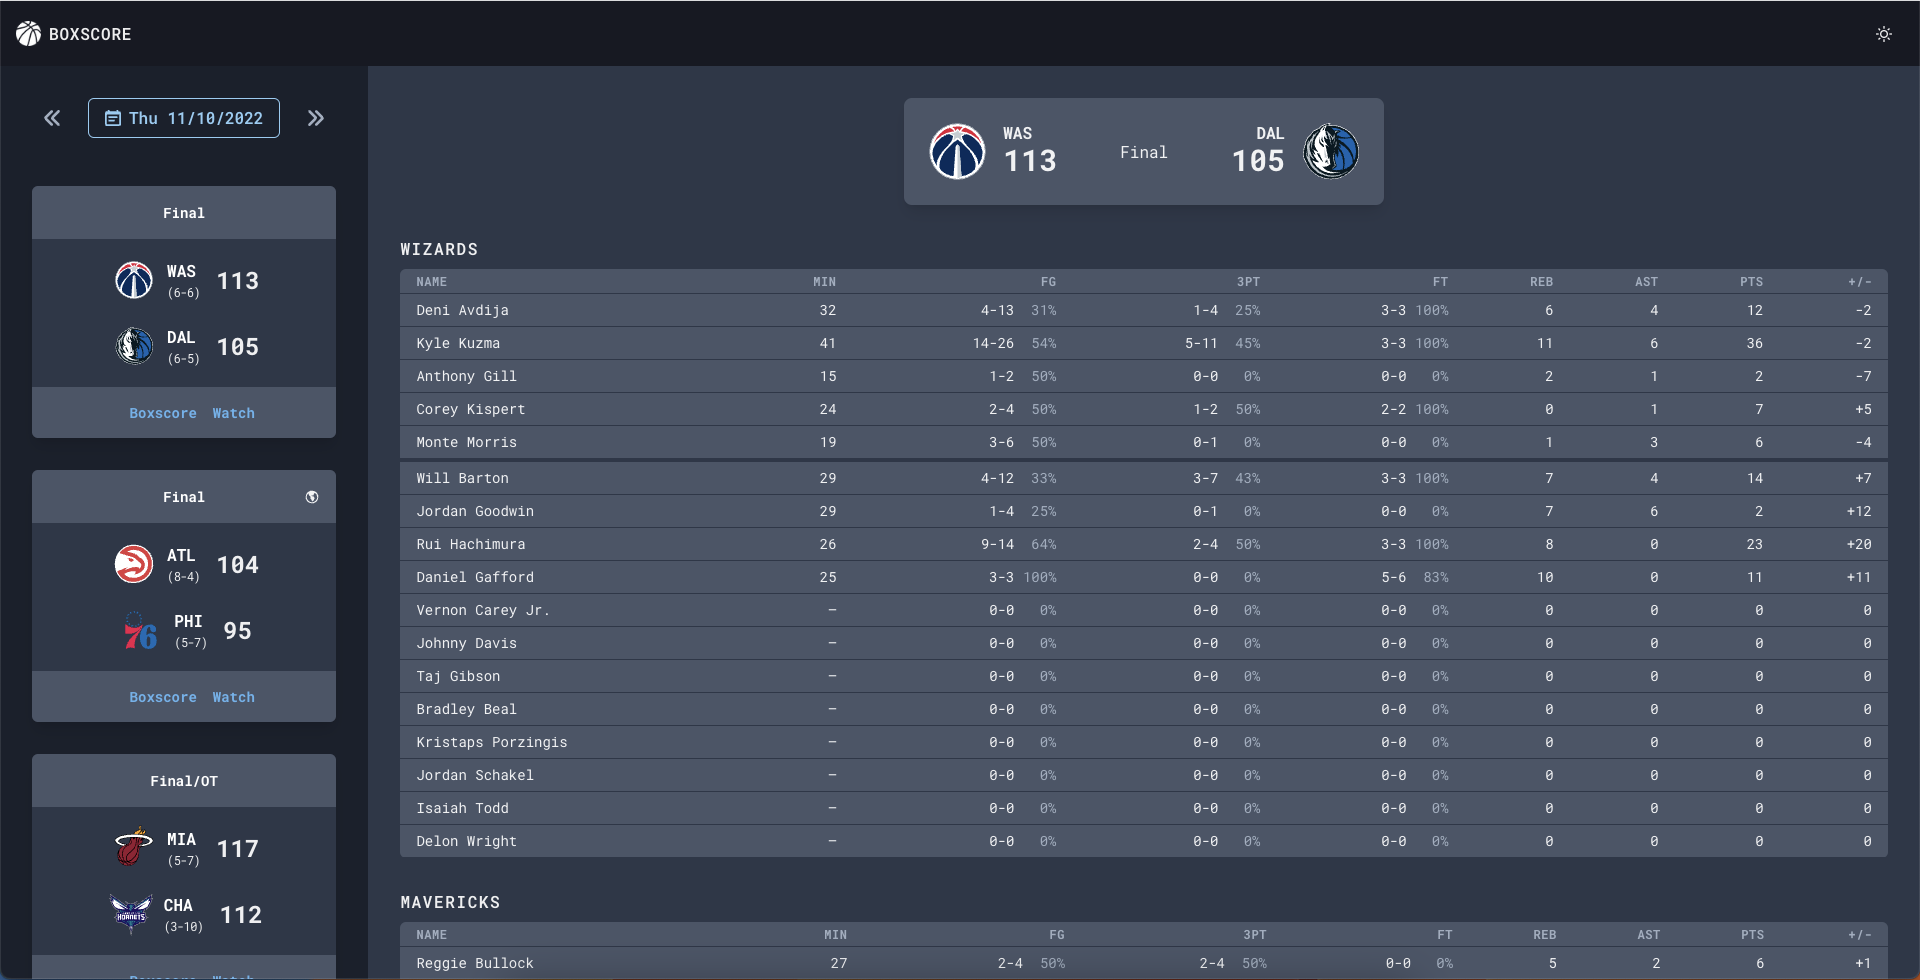 BOXSCORE
Thu 11/10/2022
Final
WAS 113
(6-6)
DAL 105
(6-5)
Boxscore Watch
Final
ATL 104
(8-4)
PHI 95
(5-7)
76
Boxscore Watch
Final/OT
MIA 117
(5-7)
CHA 112
(3-10)
HORNETS
Boxscore Watch
WAS
113
Final
DAL
105
WIZARDS
NAME MIN FG 3PT FT REB AST PTS +/-
Deni Avdija 32 4-13 31% 1-4 25% 3-3 100% 6 4 12 -2
Kyle Kuzma 41 14-26 54% 5-11 45% 3-3 100% 11 6 36 -2
Anthony Gill 15 1-2 50% 0-0 0% 0-0 0% 2 1 2 -7
Corey Kispert 24 2-4 50% 1-2 50% 2-2 100% 0 1 7 +5
Monte Morris 19 3-6 50% 0-1 0% 0-0 0% 1 3 6 -4
Will Barton 29 4-12 33% 3-7 43% 3-3 100% 7 4 14 +7
Jordan Goodwin 29 1-4 25% 0-1 0% 0-0 0% 7 6 2 +12
Rui Hachimura 26 9-14 64% 2-4 50% 3-3 100% 8 0 23 +20
Daniel Gafford 25 3-3 100% 0-0 0% 5-6 83% 10 0 11 +11
Vernon Carey Jr. – 0-0 0% 0-0 0% 0-0 0% 0 0 0 0
Johnny Davis – 0-0 0% 0-0 0% 0-0 0% 0 0 0 0
Taj Gibson – 0-0 0% 0-0 0% 0-0 0% 0 0 0 0
Bradley Beal – 0-0 0% 0-0 0% 0-0 0% 0 0 0 0
Kristaps Porzingis – 0-0 0% 0-0 0% 0-0 0% 0 0 0 0
Jordan Schakel – 0-0 0% 0-0 0% 0-0 0% 0 0 0 0
Isaiah Todd – 0-0 0% 0-0 0% 0-0 0% 0 0 0 0
Delon Wright – 0-0 0% 0-0 0% 0-0 0% 0 0 0 0
MAVERICKS
NAME MIN FG 3PT FT REB AST PTS +/-
Reggie Bullock 27 2-4 50% 2-4 50% 0-0 0% 5 2 6 +1